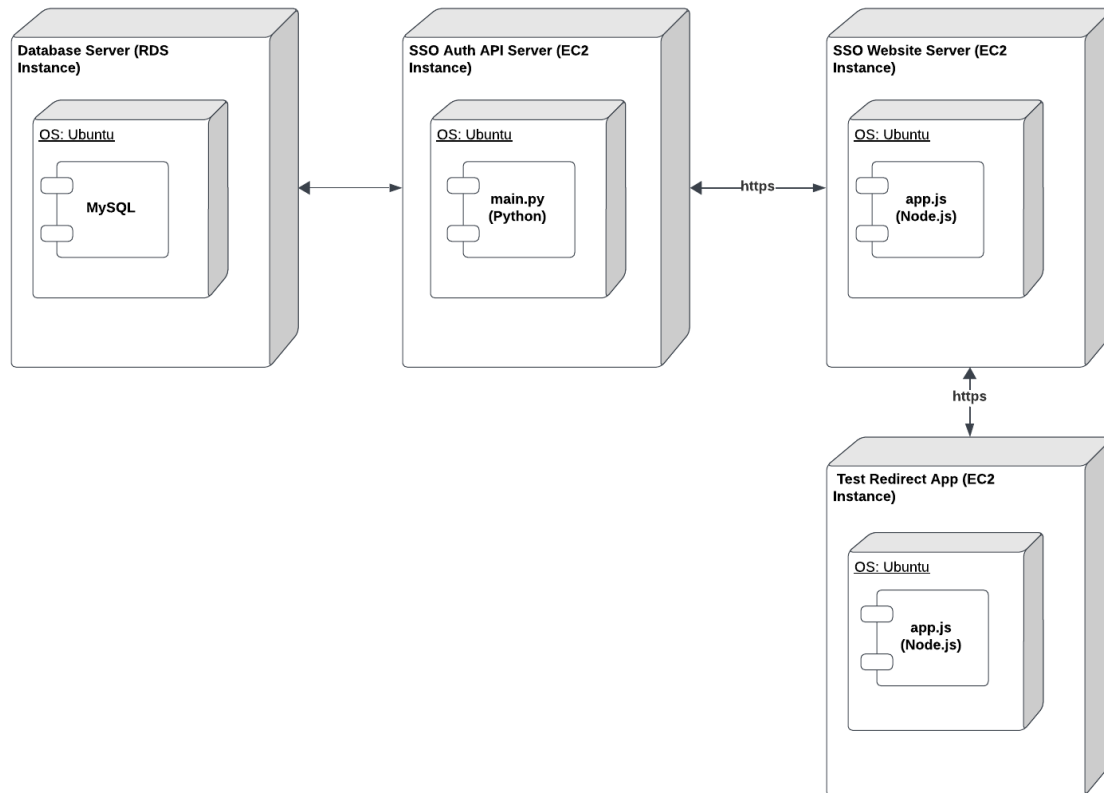 Database Server (RDS
Instance)
OS: Ubuntu
MySQL
SSO Auth API Server (EC2
Instance)
OS: Ubuntu
main.py
(Python)
https
SSO Website Server (EC2
Instance)
OS: Ubuntu
app.js
(Node.js)
https
Test Redirect App (EC2
Instance)
OS: Ubuntu
app.js
(Node.js)